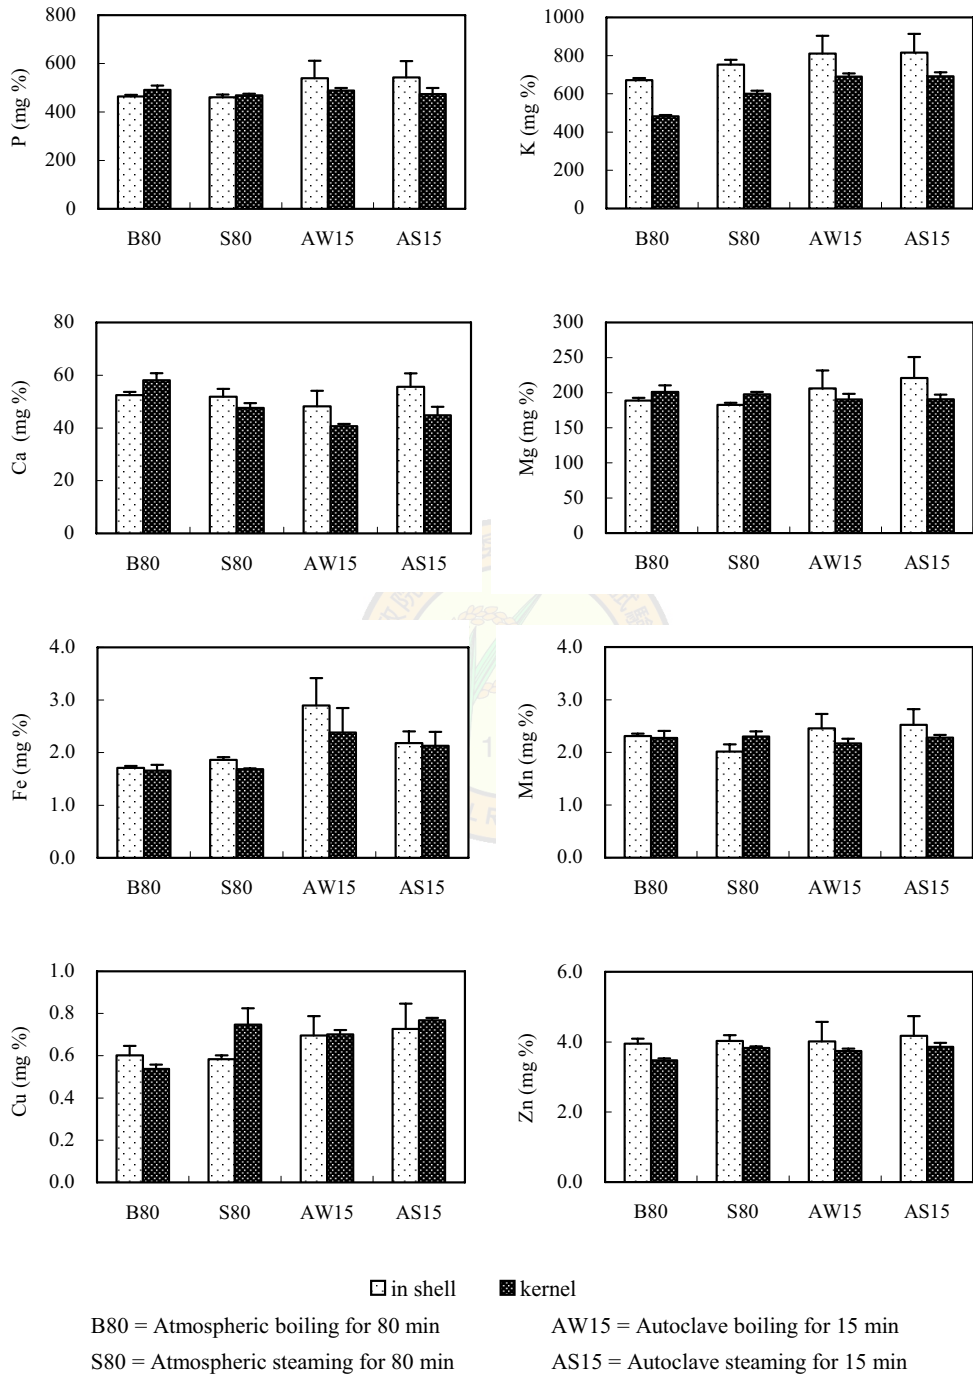 P (mg %)
800
600
400
200
0
B80 S80 AW15 AS15
K (mg %)
1000
800
600
400
200
0
B80 S80 AW15 AS15
Ca (mg %)
80
60
40
20
0
B80 S80 AW15 AS15
Mg (mg %)
300
250
200
150
100
50
0
B80 S80 AW15 AS15
Fe (mg %)
4.0
3.0
2.0
1.0
0.0
B80 S80 AW15 AS15
Mn (mg %)
4.0
3.0
2.0
1.0
0.0
B80 S80 AW15 AS15
Cu (mg %)
1.0
0.8
0.6
0.4
0.2
0.0
B80 S80 AW15 AS15
Zn (mg %)
6.0
4.0
2.0
0.0
B80 S80 AW15 AS15
in shell kernel
B80 = Atmospheric boiling for 80 min
AW15 = Autoclave boiling for 15 min
S80 = Atmospheric steaming for 80 min
AS15 = Autoclave steaming for 15 min